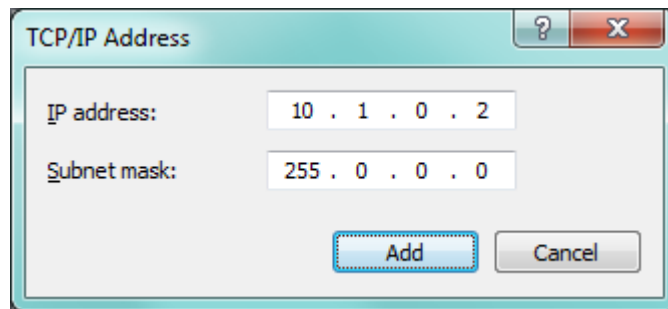 TCP/IP Address
?
IP address: 10 . 1 . 0 . 2
Subnet mask: 255 . 0 . 0 . 0
Add Cancel